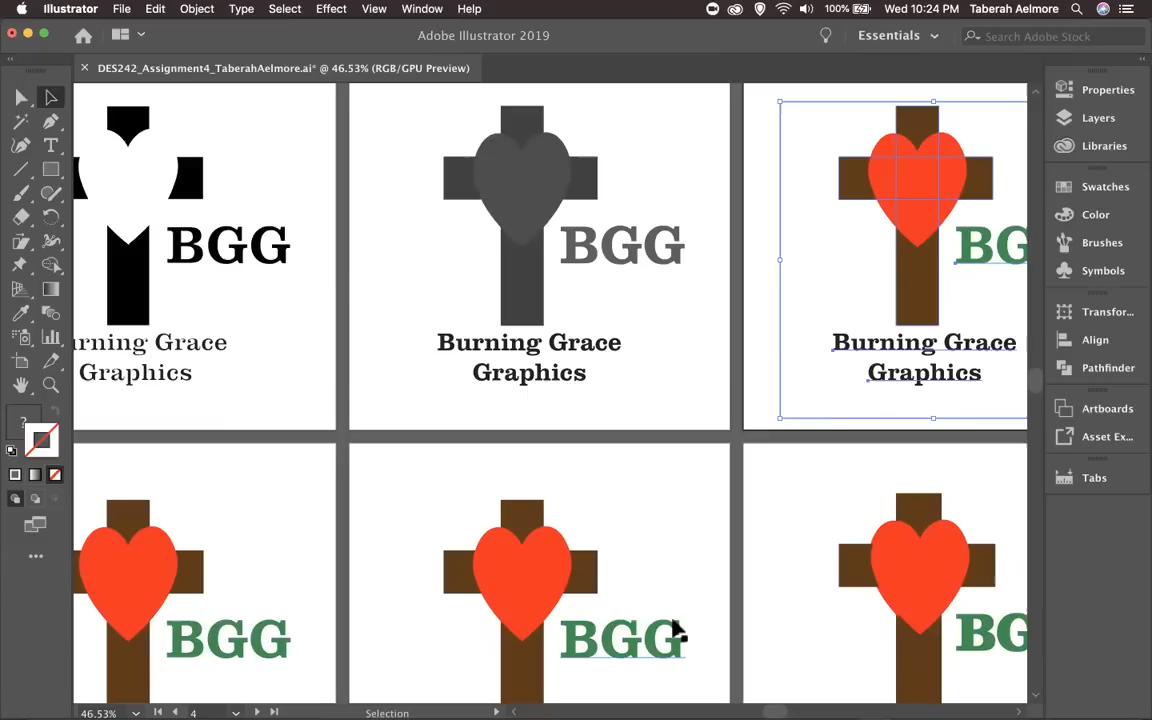 Illustrator File Edit Object Type Select Effect View Window Help 100% Wed 10:24 PM Taberah Aelmore
Adobe Illustrator 2019 Essentials Search Adobe Stock
× DES242_Assignment4_TaberahAelmore.ai* @ 46.53% (RGB/GPU Preview)
Properties
Layers
Libraries
Swatches
Color
Brushes
Symbols
Transfor...
Align
Pathfinder
Artboards
Asset Ex...
Tabs
BGG
urning Grace
Graphics
BGG
Burning Grace
Graphics
BG
Burning Grace
Graphics
BGG
BGG
BG
?
46.53% 4 Selection